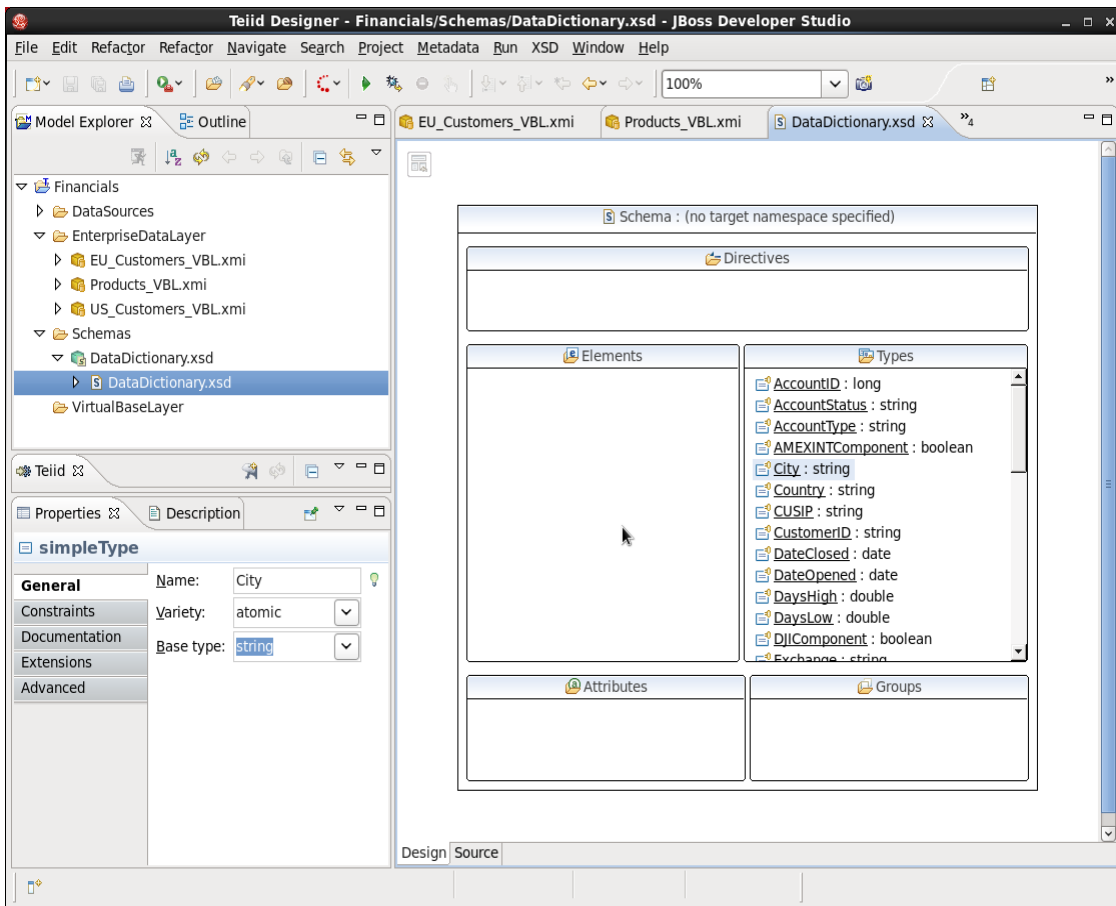 Teiid Designer - Financials/Schemas/DataDictionary.xsd - JBoss Developer Studio
File Edit Refactor Refactor Navigate Search Project Metadata Run XSD Window Help
100%
»
Model Explorer Outline
EU_Customers_VBL.xmi Products_VBL.xmi DataDictionary.xsd »4
Financials
DataSources
EnterpriseDataLayer
EU_Customers_VBL.xmi
Products_VBL.xmi
US_Customers_VBL.xmi
Schemas
DataDictionary.xsd
DataDictionary.xsd
VirtualBaseLayer
Teiid
Properties Description
simpleType
General
Constraints
Documentation
Extensions
Advanced
Name: City
Variety: atomic
Base type: string
Schema : (no target namespace specified)
Directives
Elements
Types
AccountID : long
AccountStatus : string
AccountType : string
AMEXINTComponent : boolean
City : string
Country : string
CUSIP : string
CustomerID : string
DateClosed : date
DateOpened : date
DaysHigh : double
DaysLow : double
DJIComponent : boolean
Exchange : string
Attributes
Groups
Design Source